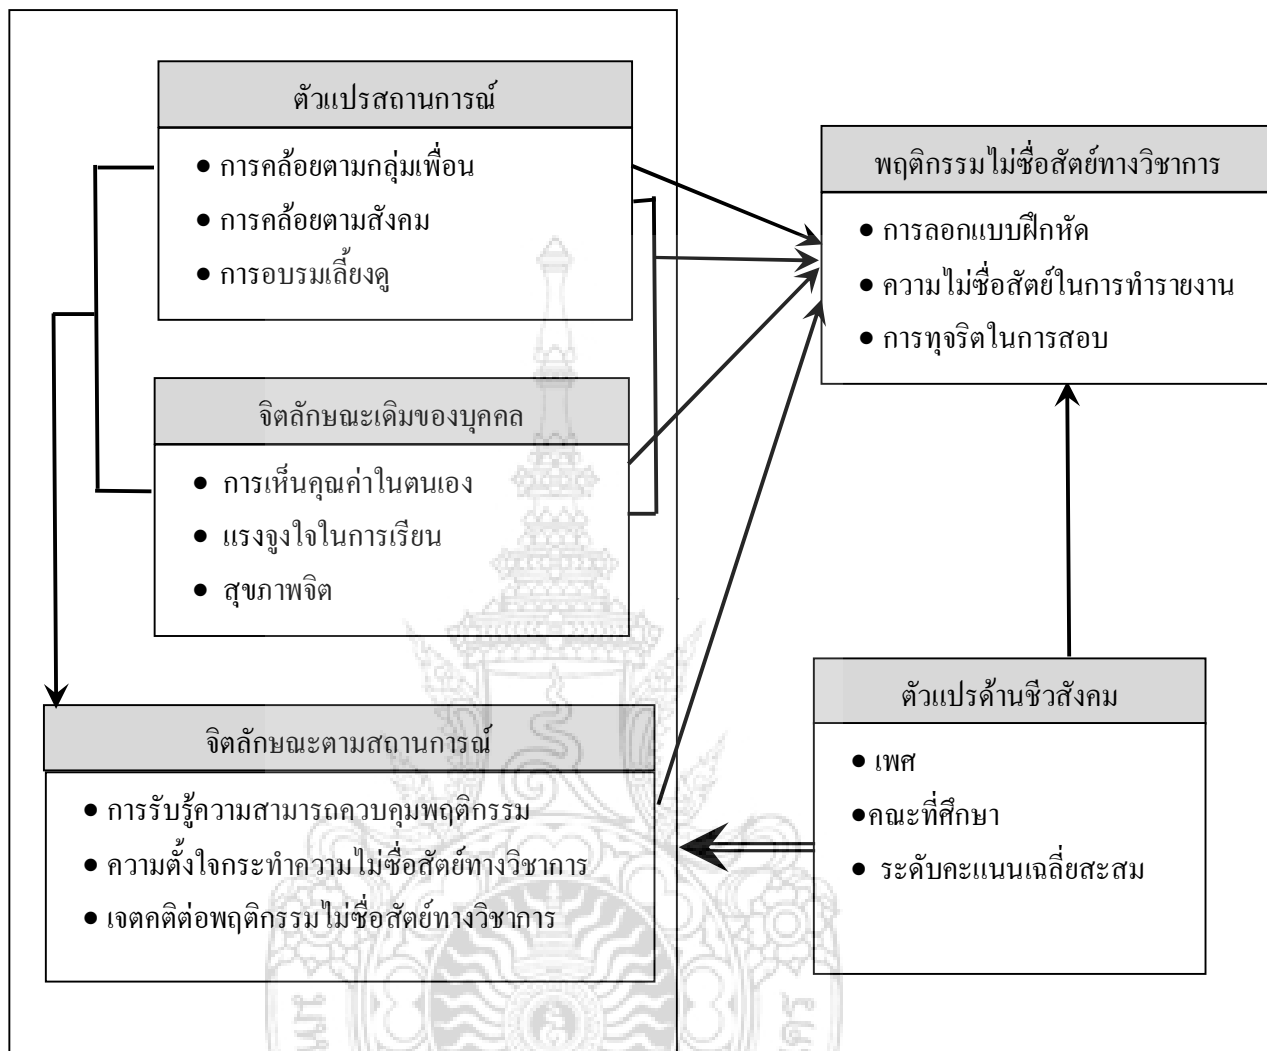 ตัวแปรสถานการณ์
● การคล้อยตามกลุ่มเพื่อน
● การคล้อยตามสังคม
● การอบรมเลี้ยงดู
พฤติกรรมไม่ซื่อสัตย์ทางวิชาการ
● การลอกแบบฝึกหัด
● ความไม่ซื่อสัตย์ในการทำรายงาน
● การทุจริตในการสอบ
จิตลักษณะเดิมของบุคคล
● การเห็นคุณค่าในตนเอง
● แรงจูงใจในการเรียน
● สุขภาพจิต
จิตลักษณะตามสถานการณ์
● การรับรู้ความสามารถควบคุมพฤติกรรม
● ความตั้งใจกระทำความไม่ซื่อสัตย์ทางวิชาการ
● เจตคติต่อพฤติกรรมไม่ซื่อสัตย์ทางวิชาการ
ตัวแปรด้านชีวสังคม
● เพศ
●คณะที่ศึกษา
● ระดับคะแนนเฉลี่ยสะสม